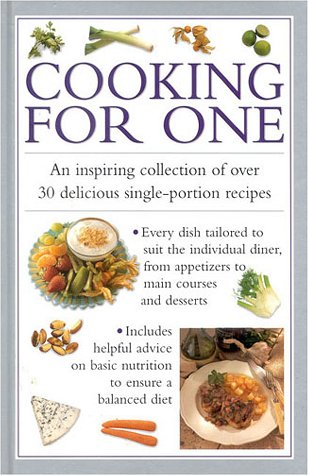 COOKING
FOR ONE
An inspiring collection of over
30 delicious single-portion recipes
• Every dish tailored to
suit the individual diner,
from appetizers to
main courses
and desserts
• Includes
helpful advice
on basic nutrition
to ensure a
balanced diet